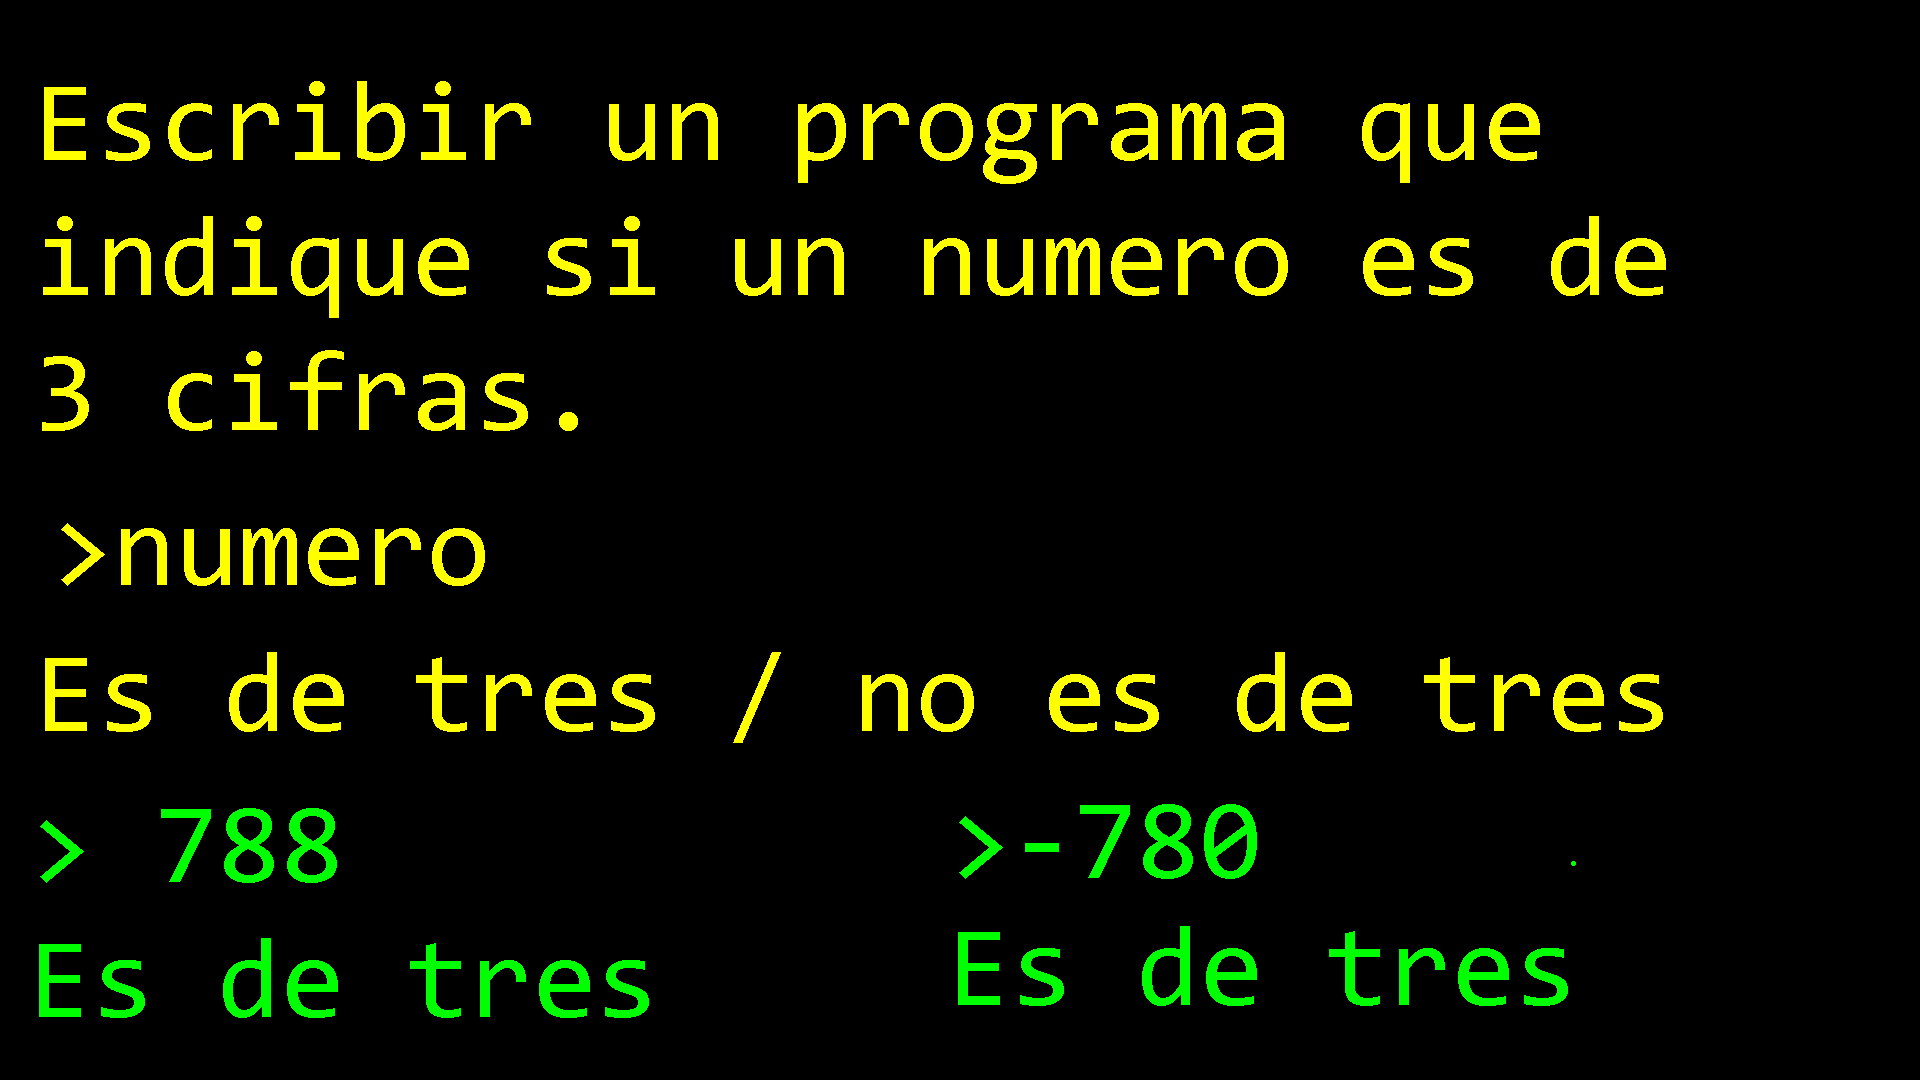 Escribir un programa que
indique si un numero es de
3 cifras.
>numero
Es de tres / no es de tres
> 788
Es de tres
>-780
Es de tres